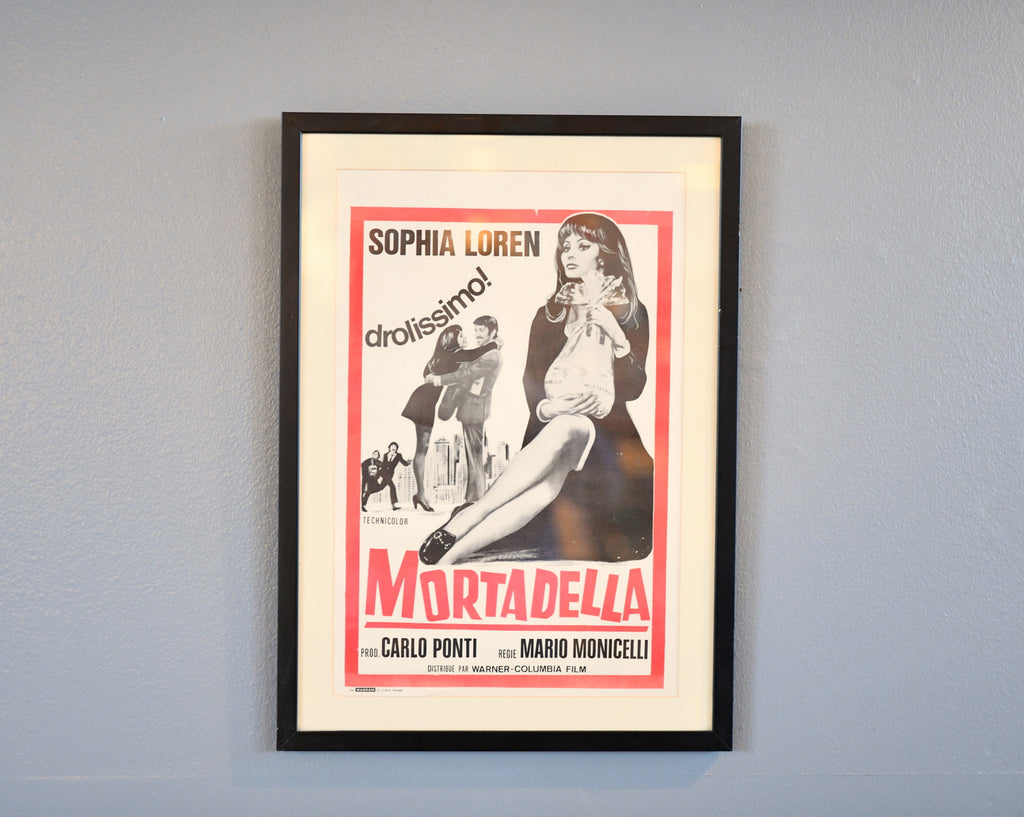 SOPHIA LOREN
drolissimo!
TECHNICOLOR
MORTADELLA
PROD. CARLO PONTI REGIE MARIO MONICELLI
DISTRIBUE PAR WARNER-COLUMBIA FILM